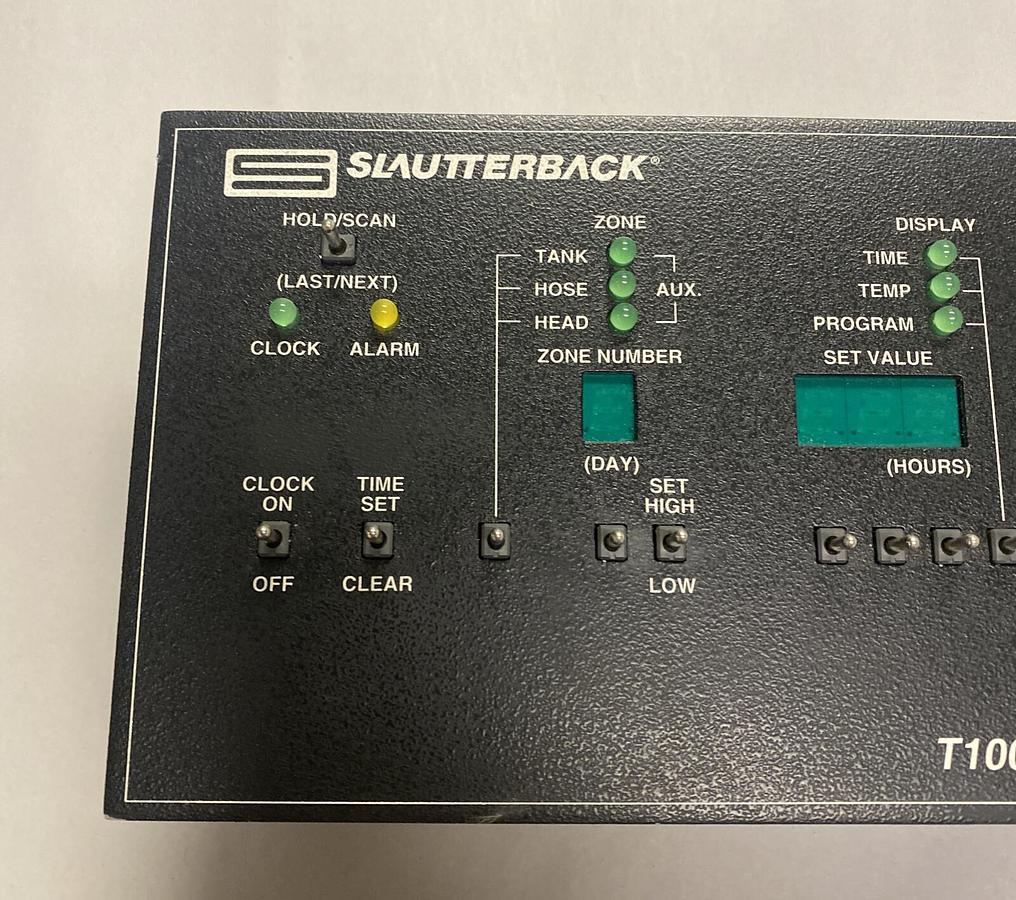 SLAUTTERBACK®
HOLD/SCAN
(LAST/NEXT)
CLOCK
ALARM
ZONE
TANK
HOSE
HEAD
AUX.
ZONE NUMBER
(DAY)
DISPLAY
TIME
TEMP
PROGRAM
SET VALUE
(HOURS)
CLOCK
ON
OFF
TIME
SET
CLEAR
SET
HIGH
LOW
T100